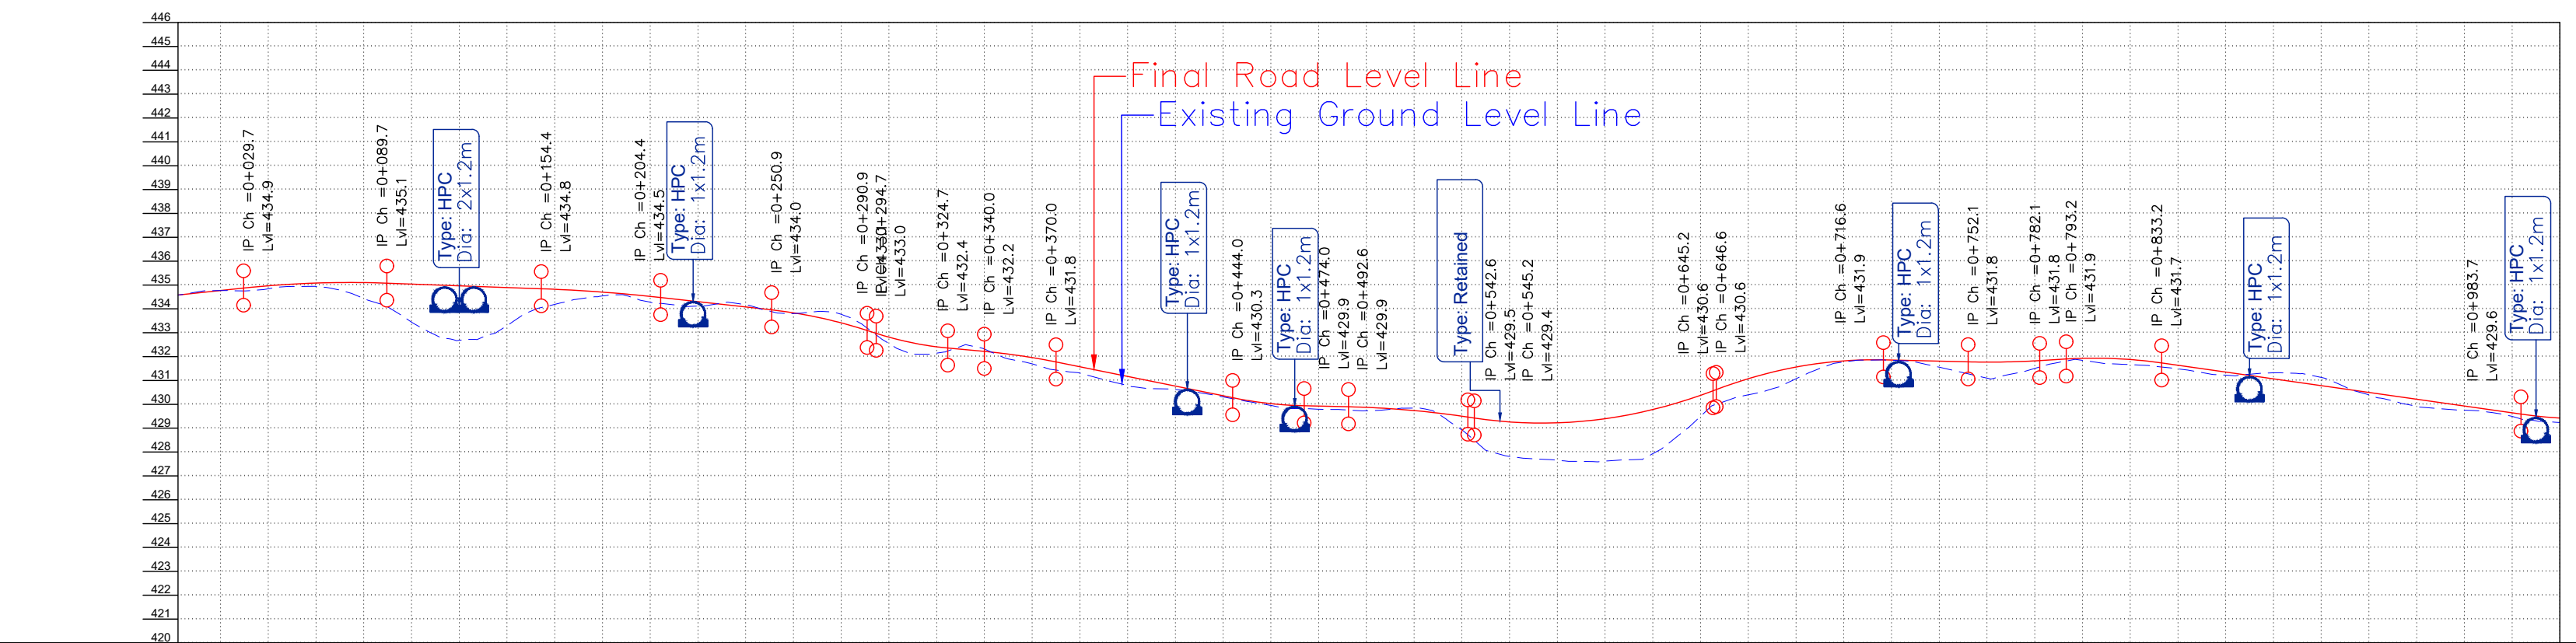 446
445
444
443
442
441
440
439
438
437
436
435
434
433
432
431
430
429
428
427
426
425
424
423
422
421
420
Final Road Level Line
Existing Ground Level Line
IP Ch =0+029.7
Lvl=434.9
IP Ch =0+089.7
Lvl=435.1
Type: HPC
Dia: 2x1.2m
IP Ch =0+154.4
Lvl=434.8
IP Ch =0+204.4
Lvl=434.5
Type: HPC
Dia: 1x1.2m
IP Ch =0+250.9
Lvl=434.0
IP Ch =0+290.9
Lvl=433.0
IP Ch =0+324.7
Lvl=432.4
IP Ch =0+340.0
Lvl=432.2
IP Ch =0+370.0
Lvl=431.8
Type: HPC
Dia: 1x1.2m
IP Ch =0+444.0
Lvl=430.3
Type: HPC
Dia: 1x1.2m
IP Ch =0+474.0
Lvl=429.9
IP Ch =0+492.6
Lvl=429.9
Type: Retained
IP Ch =0+542.6
Lvl=429.5
IP Ch =0+545.2
Lvl=429.4
IP Ch =0+645.2
Lvl=430.6
IP Ch =0+646.6
Lvl=430.6
IP Ch =0+716.6
Lvl=431.9
Type: HPC
Dia: 1x1.2m
IP Ch =0+752.1
Lvl=431.8
IP Ch =0+782.1
Lvl=431.8
IP Ch =0+793.2
Lvl=431.9
IP Ch =0+833.2
Lvl=431.7
Type: HPC
Dia: 1x1.2m
IP Ch =0+983.7
Lvl=429.6
Type: HPC
Dia: 1x1.2m